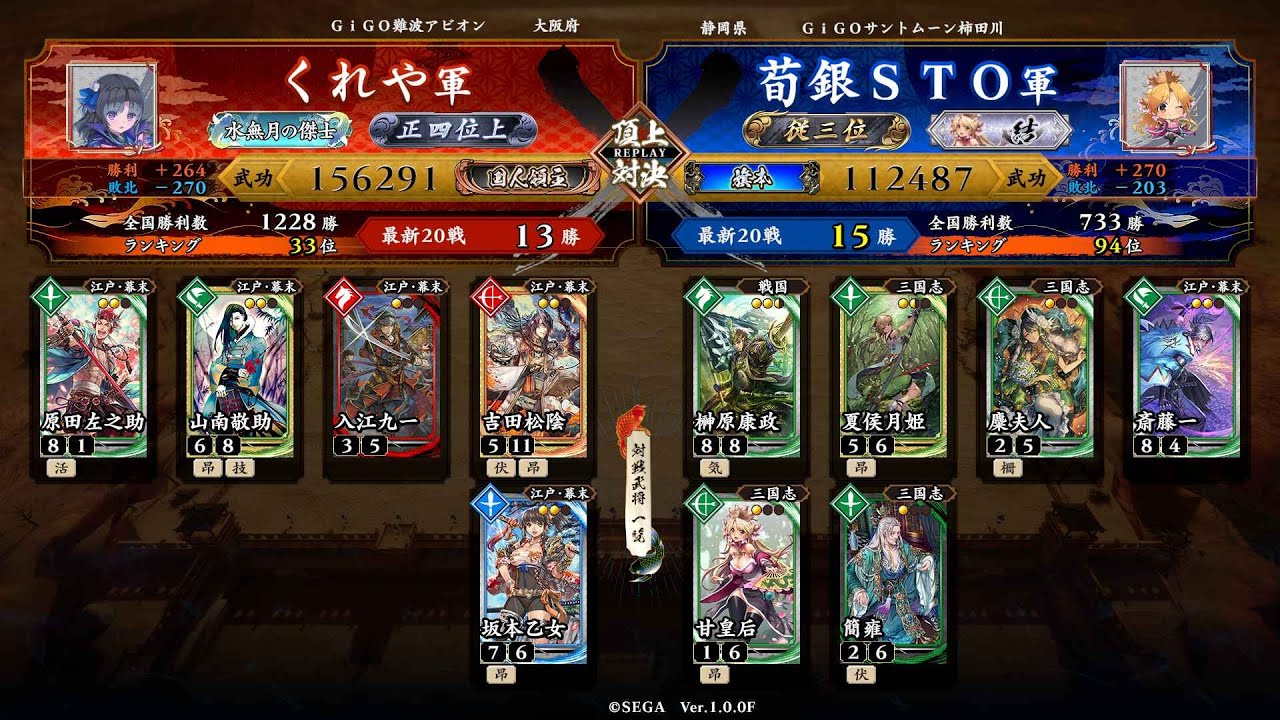 GiGO難波アビオン 大阪府
静岡県 GiGOサントムーン柿田川
くれや軍
水無月の傑士 正四位上
勝利 +264
敗北 -270
武功 156291 国人領主
全国勝利数 1228勝
ランキング 33位
最新20戦 13勝
頂上
REPLAY
対決
荀銀STO軍
従三位 結
旗本 112487 武功
勝利 +270
敗北 -203
最新20戦 15勝
全国勝利数 733勝
ランキング 94位
江戸・幕末
原田左之助
8 1
活
江戸・幕末
山南敬助
6 8
昂 技
江戸・幕末
入江九一
3 5
江戸・幕末
吉田松陰
5 11
伏 昂
江戸・幕末
坂本乙女
7 6
昂
対戦武将一覧
戦国
榊原康政
8 8
気
三国志
夏侯月姫
5 6
昂
三国志
麋夫人
2 5
柵
江戸・幕末
斎藤一
8 4
三国志
甘皇后
1 6
昂
三国志
簡雍
2 6
伏
©SEGA Ver.1.0.0F